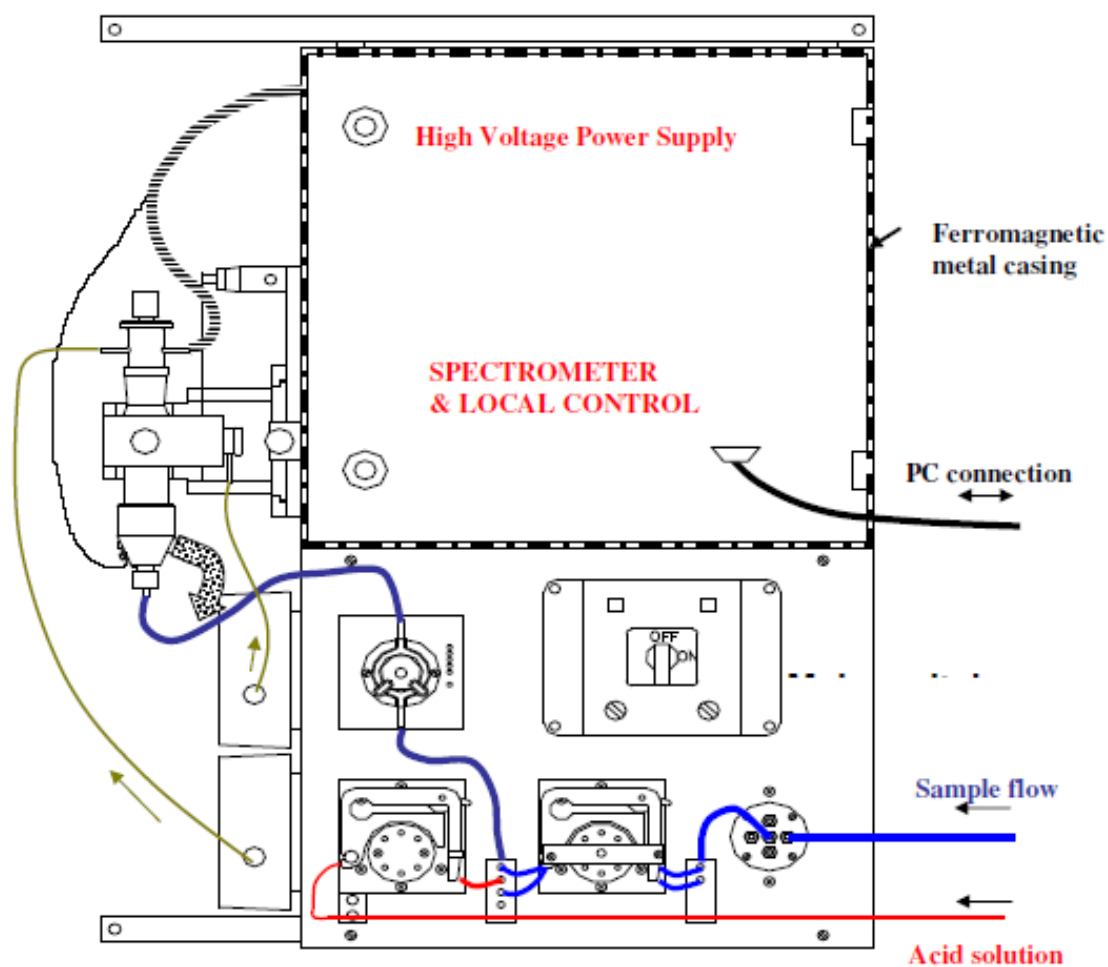 High Voltage Power Supply
Ferromagnetic
metal casing
SPECTROMETER
& LOCAL CONTROL
PC connection
OFF
ON
Sample flow
Acid solution